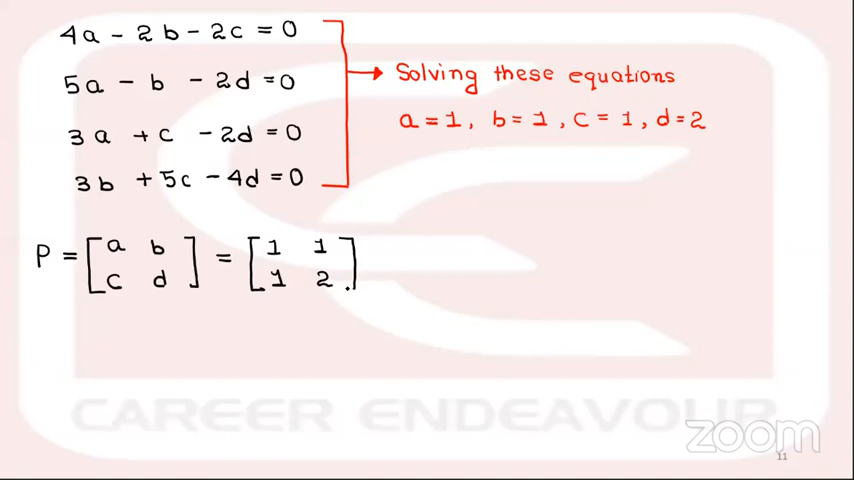 4a - 2b - 2c = 0
5a - b - 2d = 0
3a + c - 2d = 0
3b + 5c - 4d = 0
Solving these equations
a = 1, b = 1, c = 1, d = 2
P = [a b] = [1 1]
[c d] [1 2]
CAREER ENDEAVOUR
zoom
11